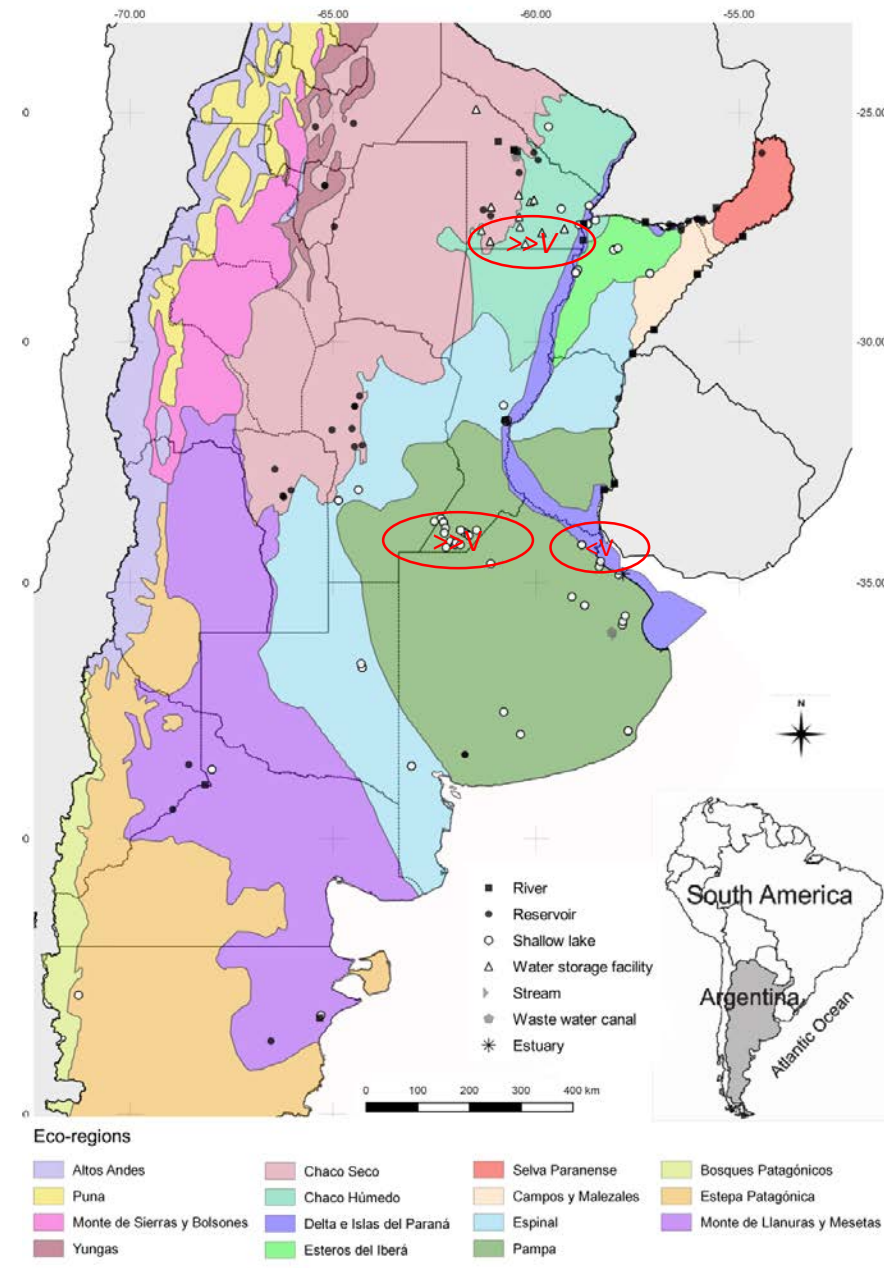 -70.00 -65.00 -60.00 -55.00
-25.00
>>V
-30.00
>>V
<V
-35.00
N
River
Reservoir
Shallow lake
Water storage facility
Stream
Waste water canal
Estuary
0 100 200 300 400 km
South America
Argentina
Atlantic Ocean
Eco-regions
Altos Andes
Puna
Monte de Sierras y Bolsones
Yungas
Chaco Seco
Chaco Húmedo
Delta e Islas del Paraná
Esteros del Iberá
Selva Paranense
Campos y Malezales
Espinal
Pampa
Bosques Patagónicos
Estepa Patagónica
Monte de Llanuras y Mesetas